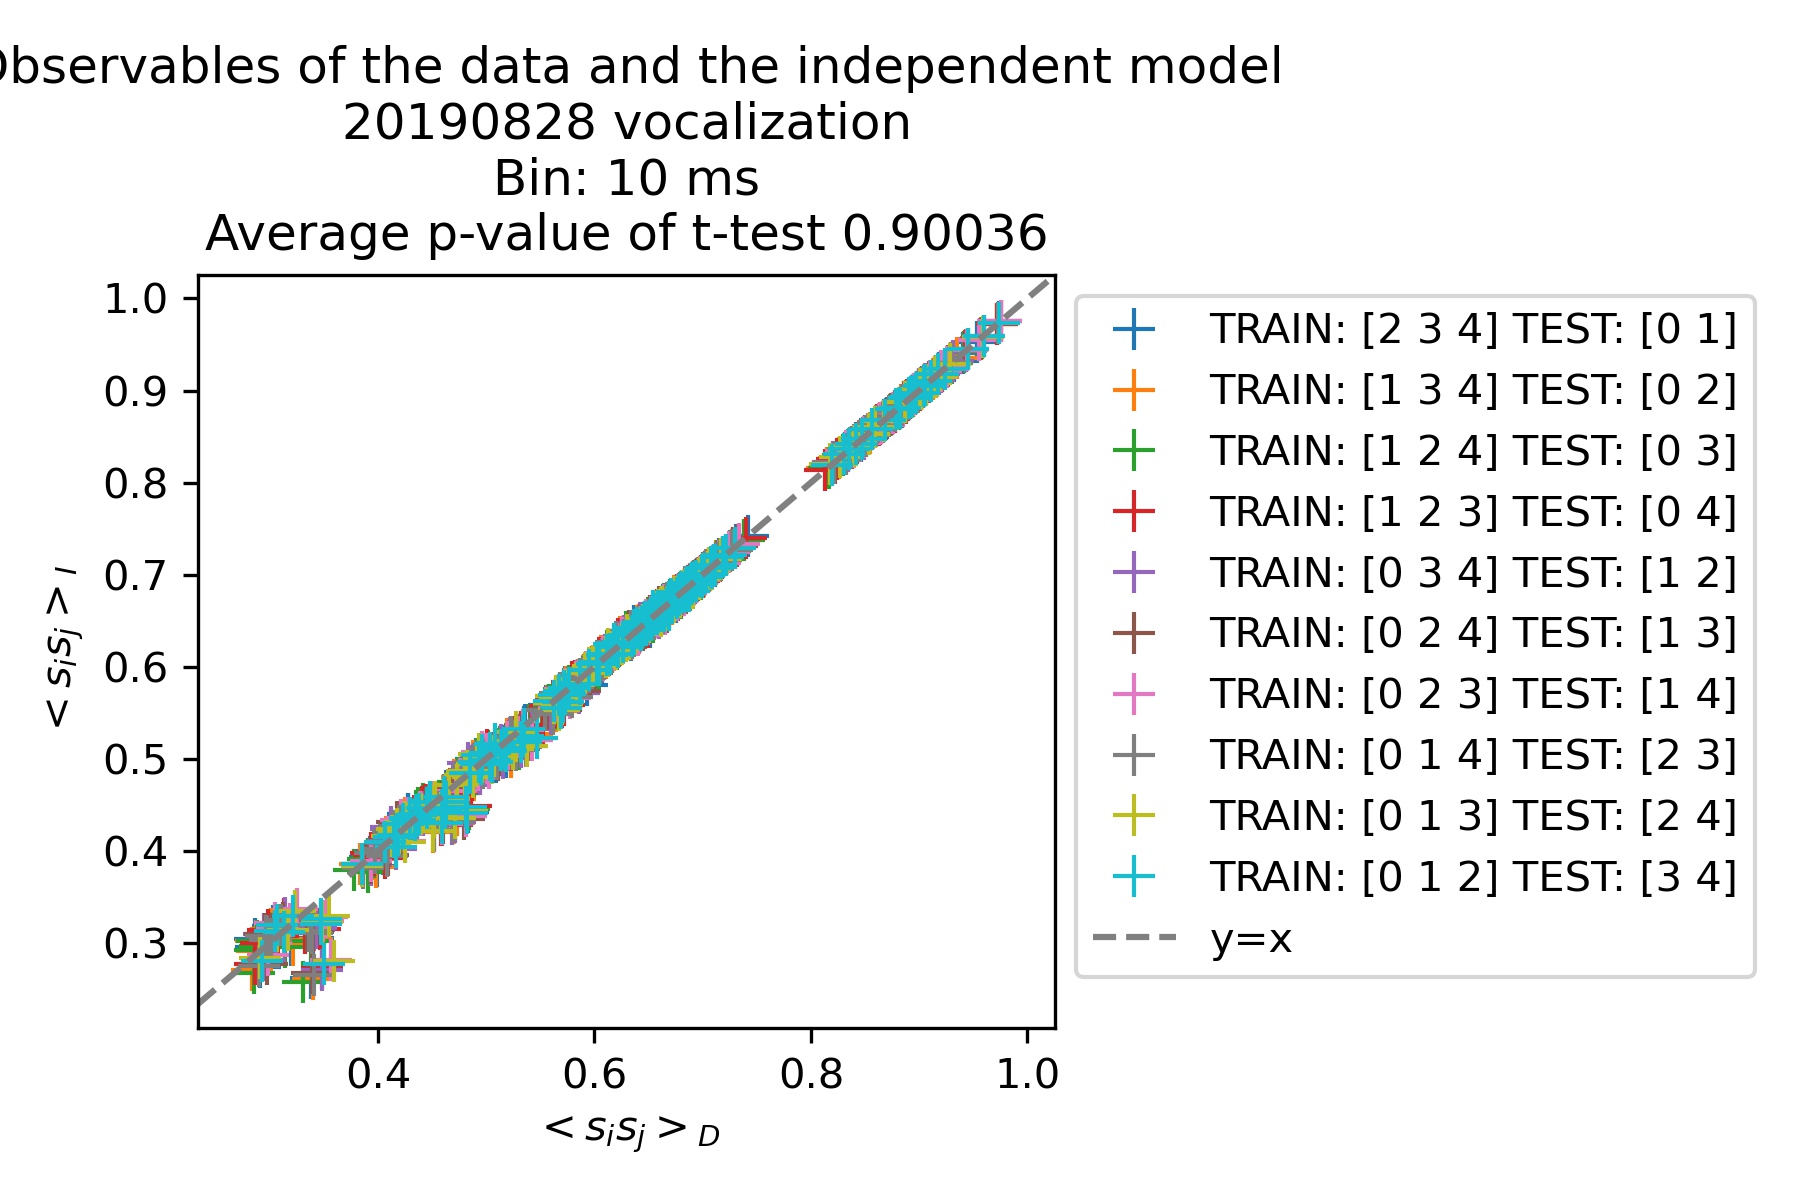 Observables of the data and the independent model
20190828 vocalization
Bin: 10 ms
Average p-value of t-test 0.90036
1.0
0.9
0.8
0.7
0.6
0.5
0.4
0.3
< s_i s_j >_I
0.4 0.6 0.8 1.0
< s_i s_j >_D
TRAIN: [2 3 4] TEST: [0 1]
TRAIN: [1 3 4] TEST: [0 2]
TRAIN: [1 2 4] TEST: [0 3]
TRAIN: [1 2 3] TEST: [0 4]
TRAIN: [0 3 4] TEST: [1 2]
TRAIN: [0 2 4] TEST: [1 3]
TRAIN: [0 2 3] TEST: [1 4]
TRAIN: [0 1 4] TEST: [2 3]
TRAIN: [0 1 3] TEST: [2 4]
TRAIN: [0 1 2] TEST: [3 4]
y=x